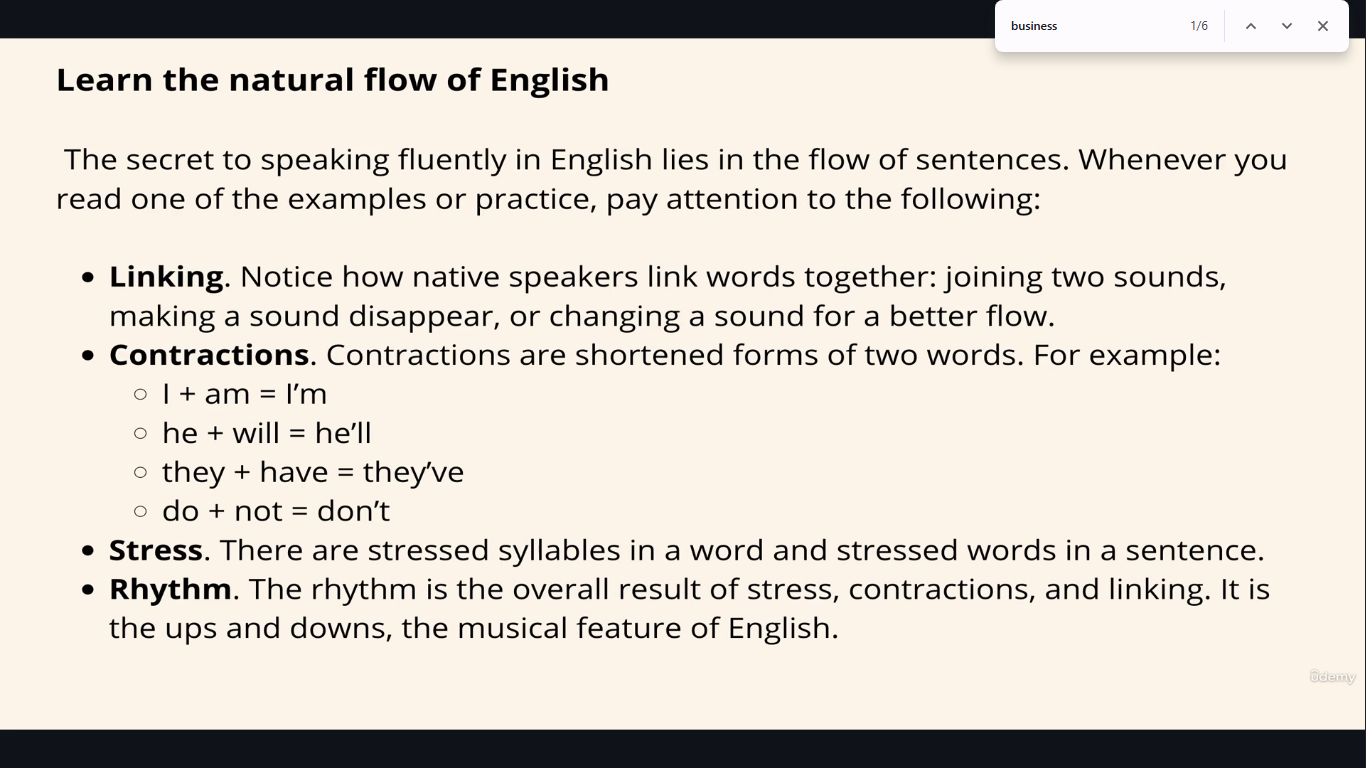 business 1/6
Learn the natural flow of English
The secret to speaking fluently in English lies in the flow of sentences. Whenever you
read one of the examples or practice, pay attention to the following:
• Linking. Notice how native speakers link words together: joining two sounds,
making a sound disappear, or changing a sound for a better flow.
• Contractions. Contractions are shortened forms of two words. For example:
○ I + am = I’m
○ he + will = he’ll
○ they + have = they’ve
○ do + not = don’t
• Stress. There are stressed syllables in a word and stressed words in a sentence.
• Rhythm. The rhythm is the overall result of stress, contractions, and linking. It is
the ups and downs, the musical feature of English.
ûdemy